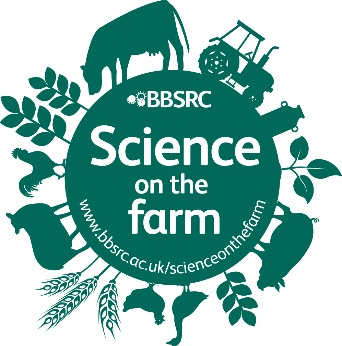 BBSRC
Science
on the
farm
www.bbsrc.ac.uk/scienceonthefarm